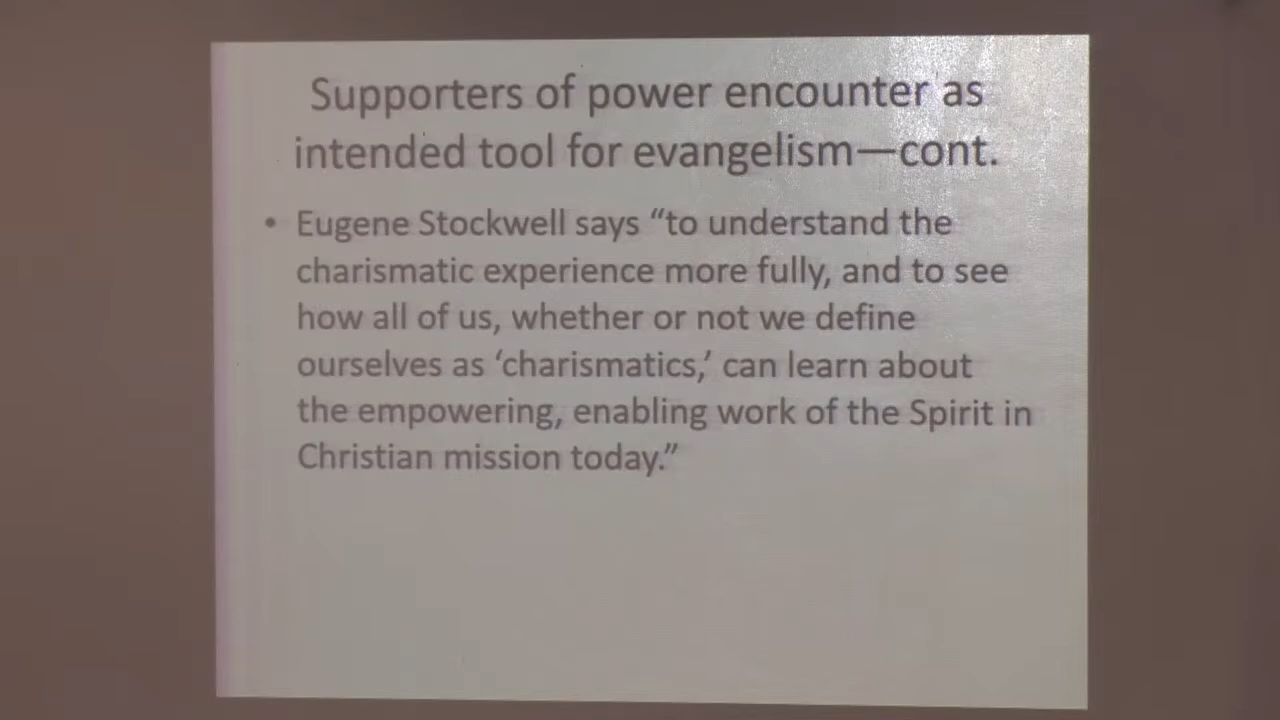 Supporters of power encounter as
intended tool for evangelism—cont.
• Eugene Stockwell says “to understand the
charismatic experience more fully, and to see
how all of us, whether or not we define
ourselves as ‘charismatics,’ can learn about
the empowering, enabling work of the Spirit in
Christian mission today.”